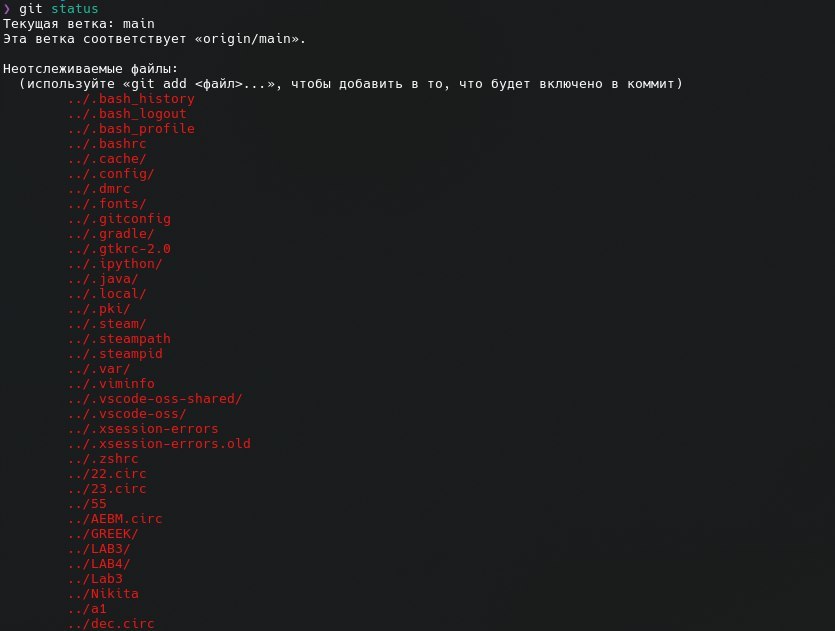 ❯ git status
Текущая ветка: main
Эта ветка соответствует «origin/main».
Неотслеживаемые файлы:
(используйте «git add <файл>...», чтобы добавить в то, что будет включено в коммит)
../.bash_history
../.bash_logout
../.bash_profile
../.bashrc
../.cache/
../.config/
../.dmrc
../.fonts/
../.gitconfig
../.gradle/
../.gtkrc-2.0
../.ipython/
../.java/
../.local/
../.pki/
../.steam/
../.steampath
../.steampid
../.var/
../.viminfo
../.vscode-oss-shared/
../.vscode-oss/
../.xsession-errors
../.xsession-errors.old
../.zshrc
../22.circ
../23.circ
../55
../AEBM.circ
../GREEK/
../LAB3/
../LAB4/
../Lab3
../Nikita
../a1
../dec.circ